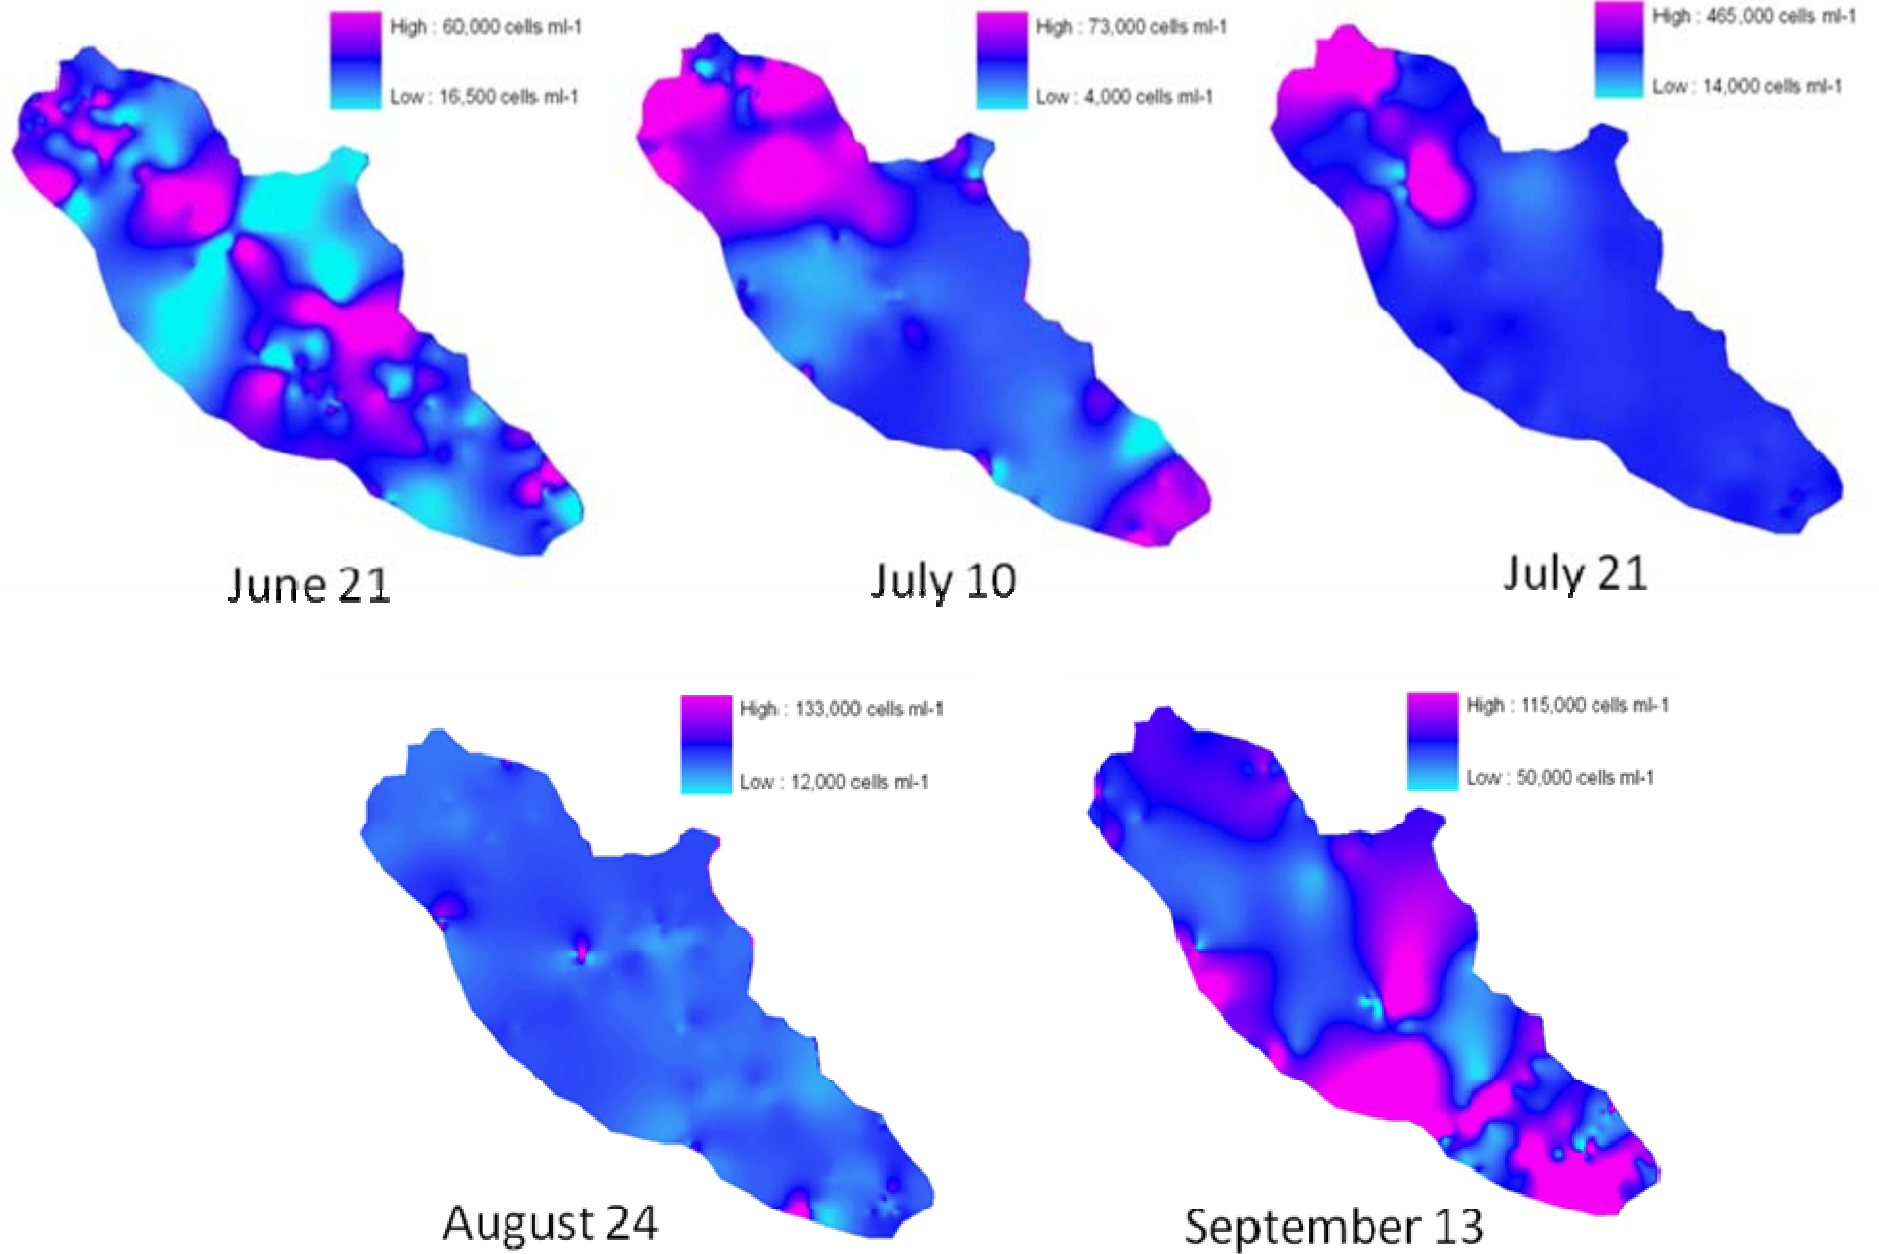 High : 60,000 cells ml-1
Low : 16,500 cells ml-1
June 21
High : 73,000 cells ml-1
Low : 4,000 cells ml-1
July 10
High : 465,000 cells ml-1
Low : 14,000 cells ml-1
July 21
High : 133,000 cells ml-1
Low : 12,000 cells ml-1
August 24
High : 115,000 cells ml-1
Low : 50,000 cells ml-1
September 13